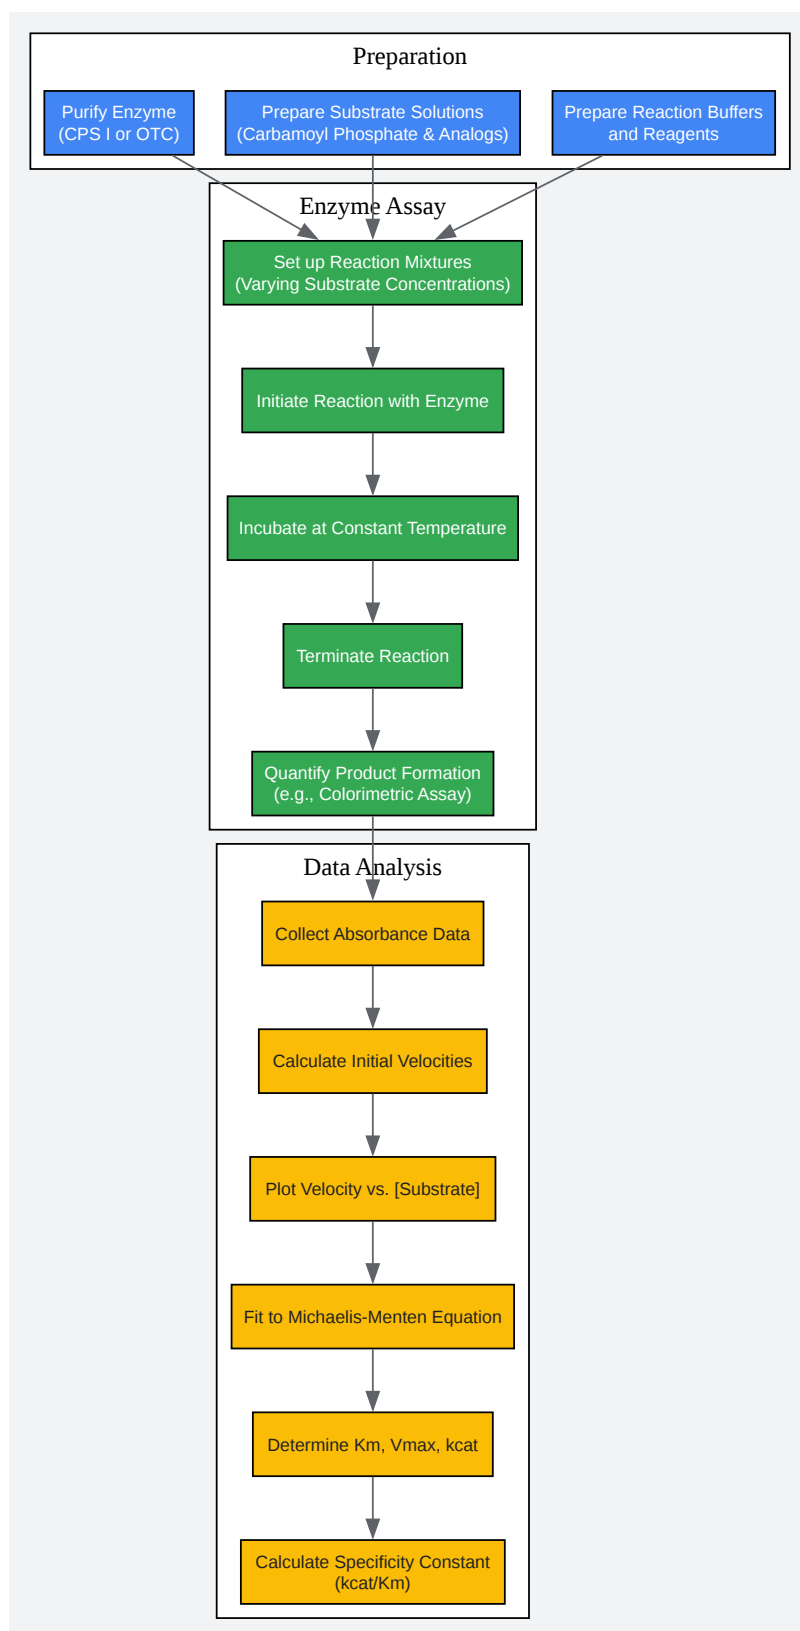 Preparation
Purify Enzyme
(CPS I or OTC)
Prepare Substrate Solutions
(Carbamoyl Phosphate & Analogs)
Prepare Reaction Buffers
and Reagents
Enzyme Assay
Set up Reaction Mixtures
(Varying Substrate Concentrations)
Initiate Reaction with Enzyme
Incubate at Constant Temperature
Terminate Reaction
Quantify Product Formation
(e.g., Colorimetric Assay)
Data Analysis
Collect Absorbance Data
Calculate Initial Velocities
Plot Velocity vs. [Substrate]
Fit to Michaelis-Menten Equation
Determine Km, Vmax, kcat
Calculate Specificity Constant
(kcat/Km)